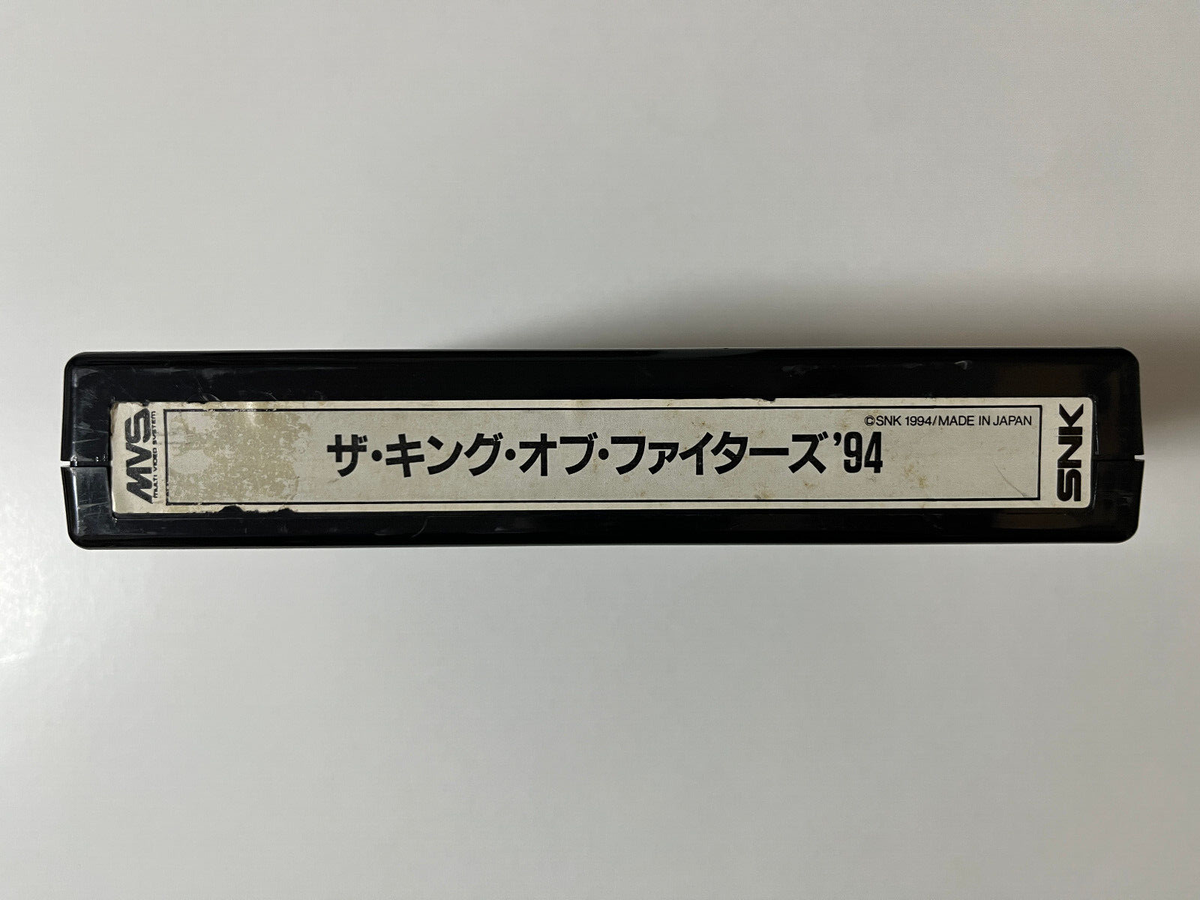 MVS
MULTI VIDEO SYSTEM
©SNK 1994/MADE IN JAPAN
ザ・キング・オブ・ファイターズ'94
SNK